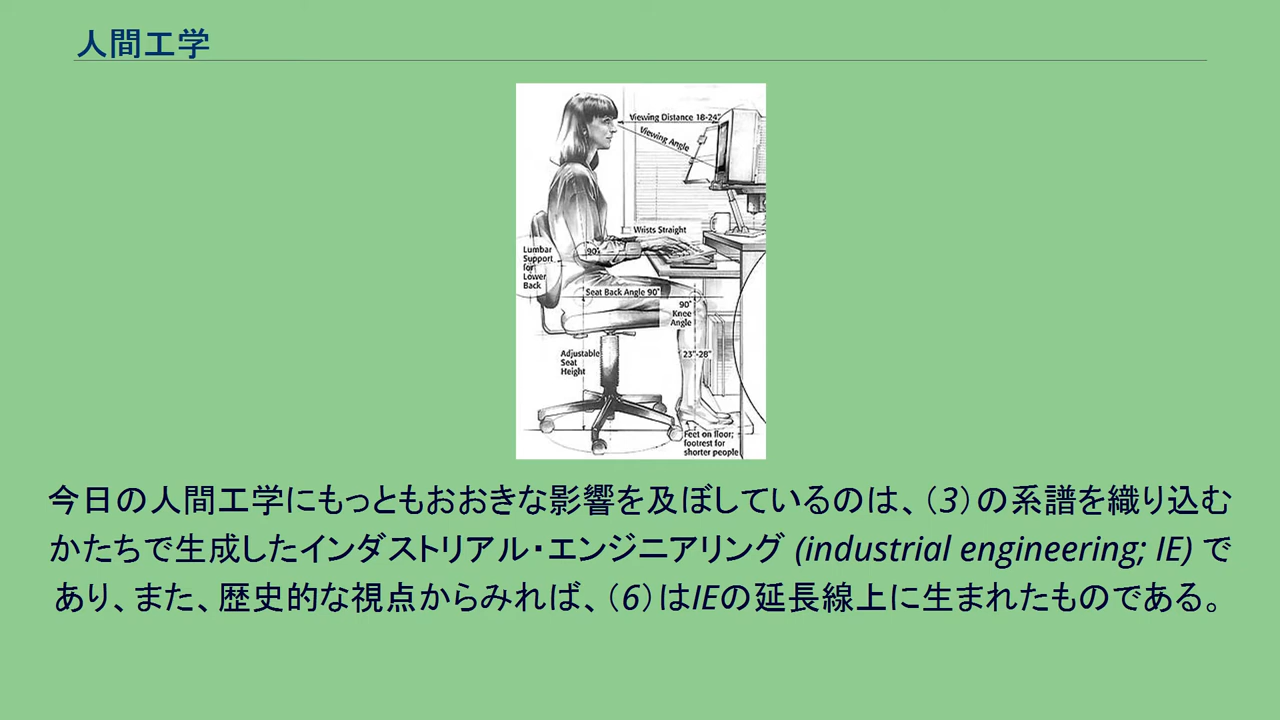 人間工学
Viewing Distance 18-24"
Viewing Angle
Wrists Straight
90°
Lumbar
Support
for
Lower
Back
Seat Back Angle 90°
90°
Knee
Angle
Adjustable
Seat
Height
23"-28"
Feet on floor;
footrest for
shorter people
今日の人間工学にもっともおおきな影響を及ぼしているのは、（3）の系譜を織り込む
かたちで生成したインダストリアル・エンジニアリング (industrial engineering; IE) で
あり、また、歴史的な視点からみれば、（6）はIEの延長線上に生まれたものである。